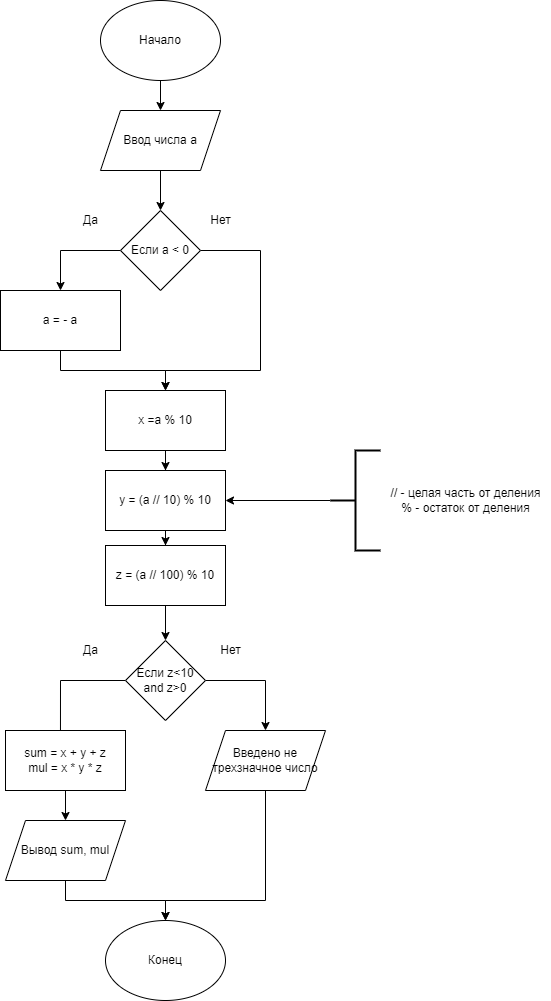 Начало
Ввод числа a
Да
Нет
Если a < 0
a = - a
x =a % 10
y = (a // 10) % 10
// - целая часть от деления
% - остаток от деления
z = (a // 100) % 10
Да
Нет
Если z<10
and z>0
sum = x + y + z
mul = x * y * z
Введено не
трехзначное число
Вывод sum, mul
Конец